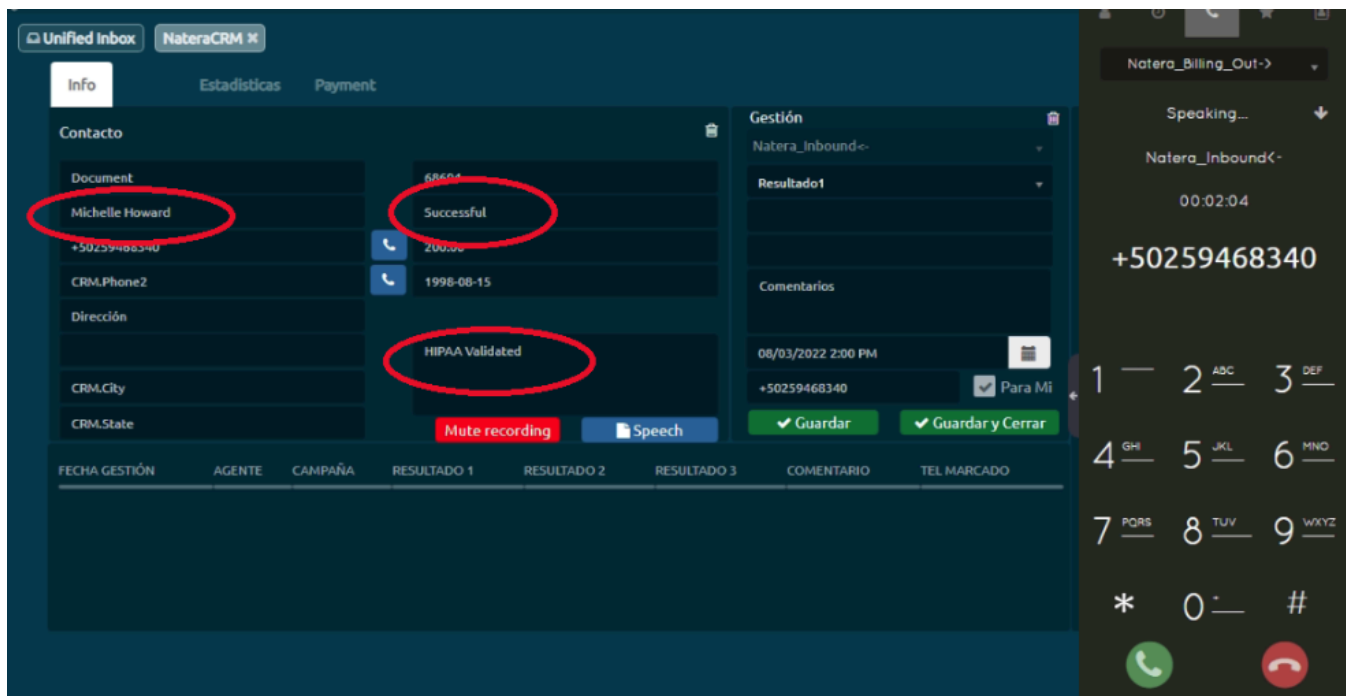 Unified Inbox
NateraCRM ×
Info
Estadisticas
Payment
Contacto
Document
68694
Michelle Howard
Successful
+50259468340
200.00
CRM.Phone2
1998-08-15
Dirección
HIPAA Validated
CRM.City
CRM.State
Mute recording
Speech
Gestión
Natera_Inbound<-
Resultado1
Comentarios
08/03/2022 2:00 PM
+50259468340
Para Mi
Guardar
Guardar y Cerrar
FECHA GESTIÓN AGENTE CAMPAÑA RESULTADO 1 RESULTADO 2 RESULTADO 3 COMENTARIO TEL MARCADO
Natera_Billing_Out->
Speaking...
Natera_Inbound<-
00:02:04
+50259468340
1 2 ABC 3 DEF
4 GHI 5 JKL 6 MNO
7 PQRS 8 TUV 9 WXYZ
* 0 - #